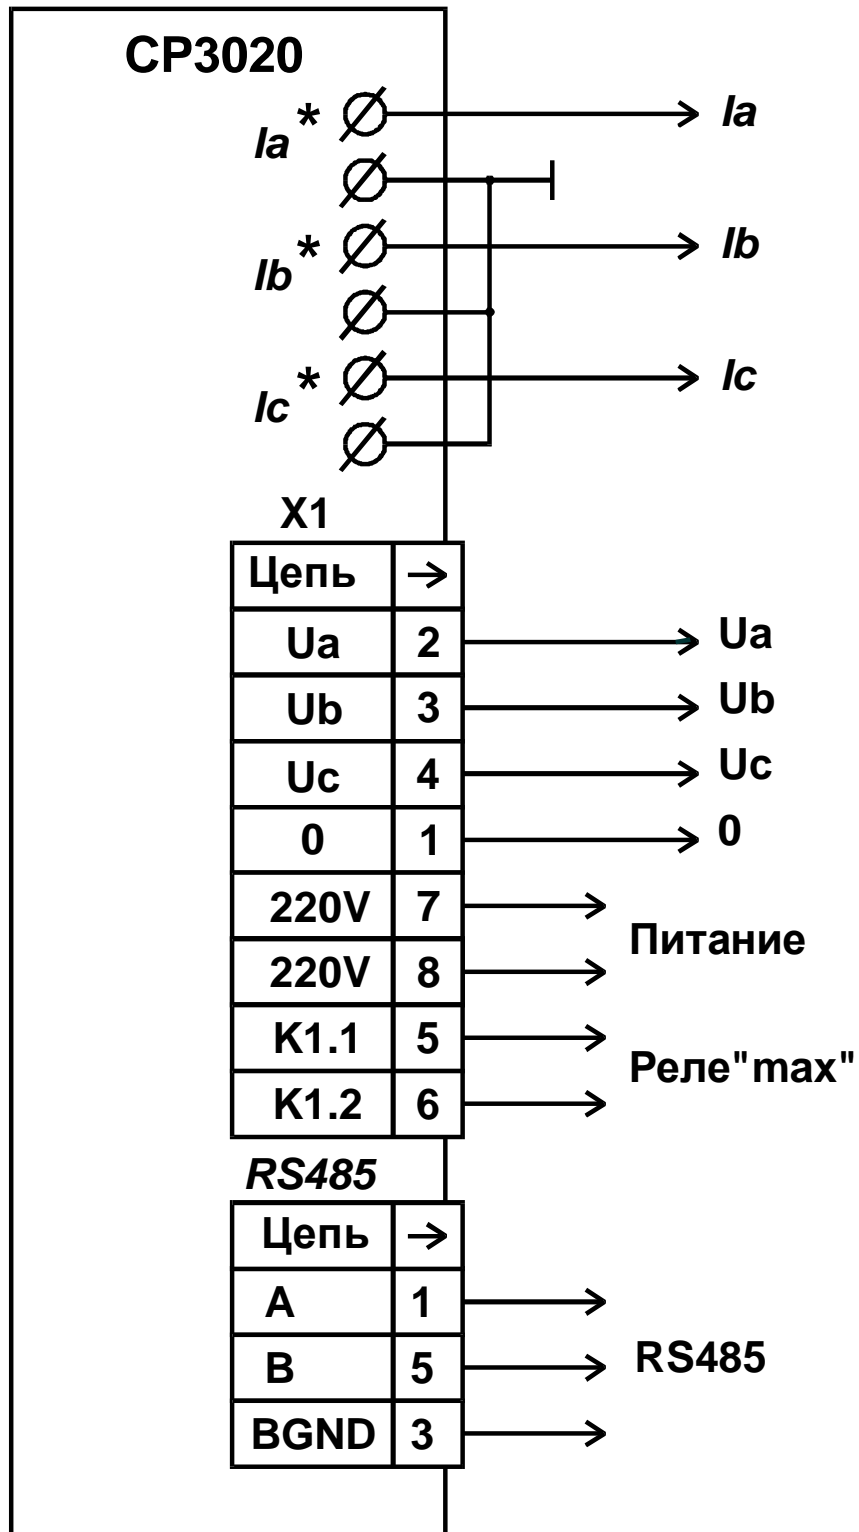 CP3020
Ia* Ia
Ib* Ib
Ic* Ic
X1
Цепь →
Ua 2 Ua
Ub 3 Ub
Uc 4 Uc
0 1 0
220V 7
Питание
220V 8
K1.1 5
Реле"max"
K1.2 6
RS485
Цепь →
A 1
B 5 RS485
BGND 3